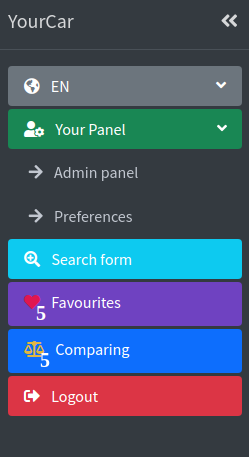 YourCar
EN
Your Panel
Admin panel
Preferences
Search form
5 Favourites
5 Comparing
Logout